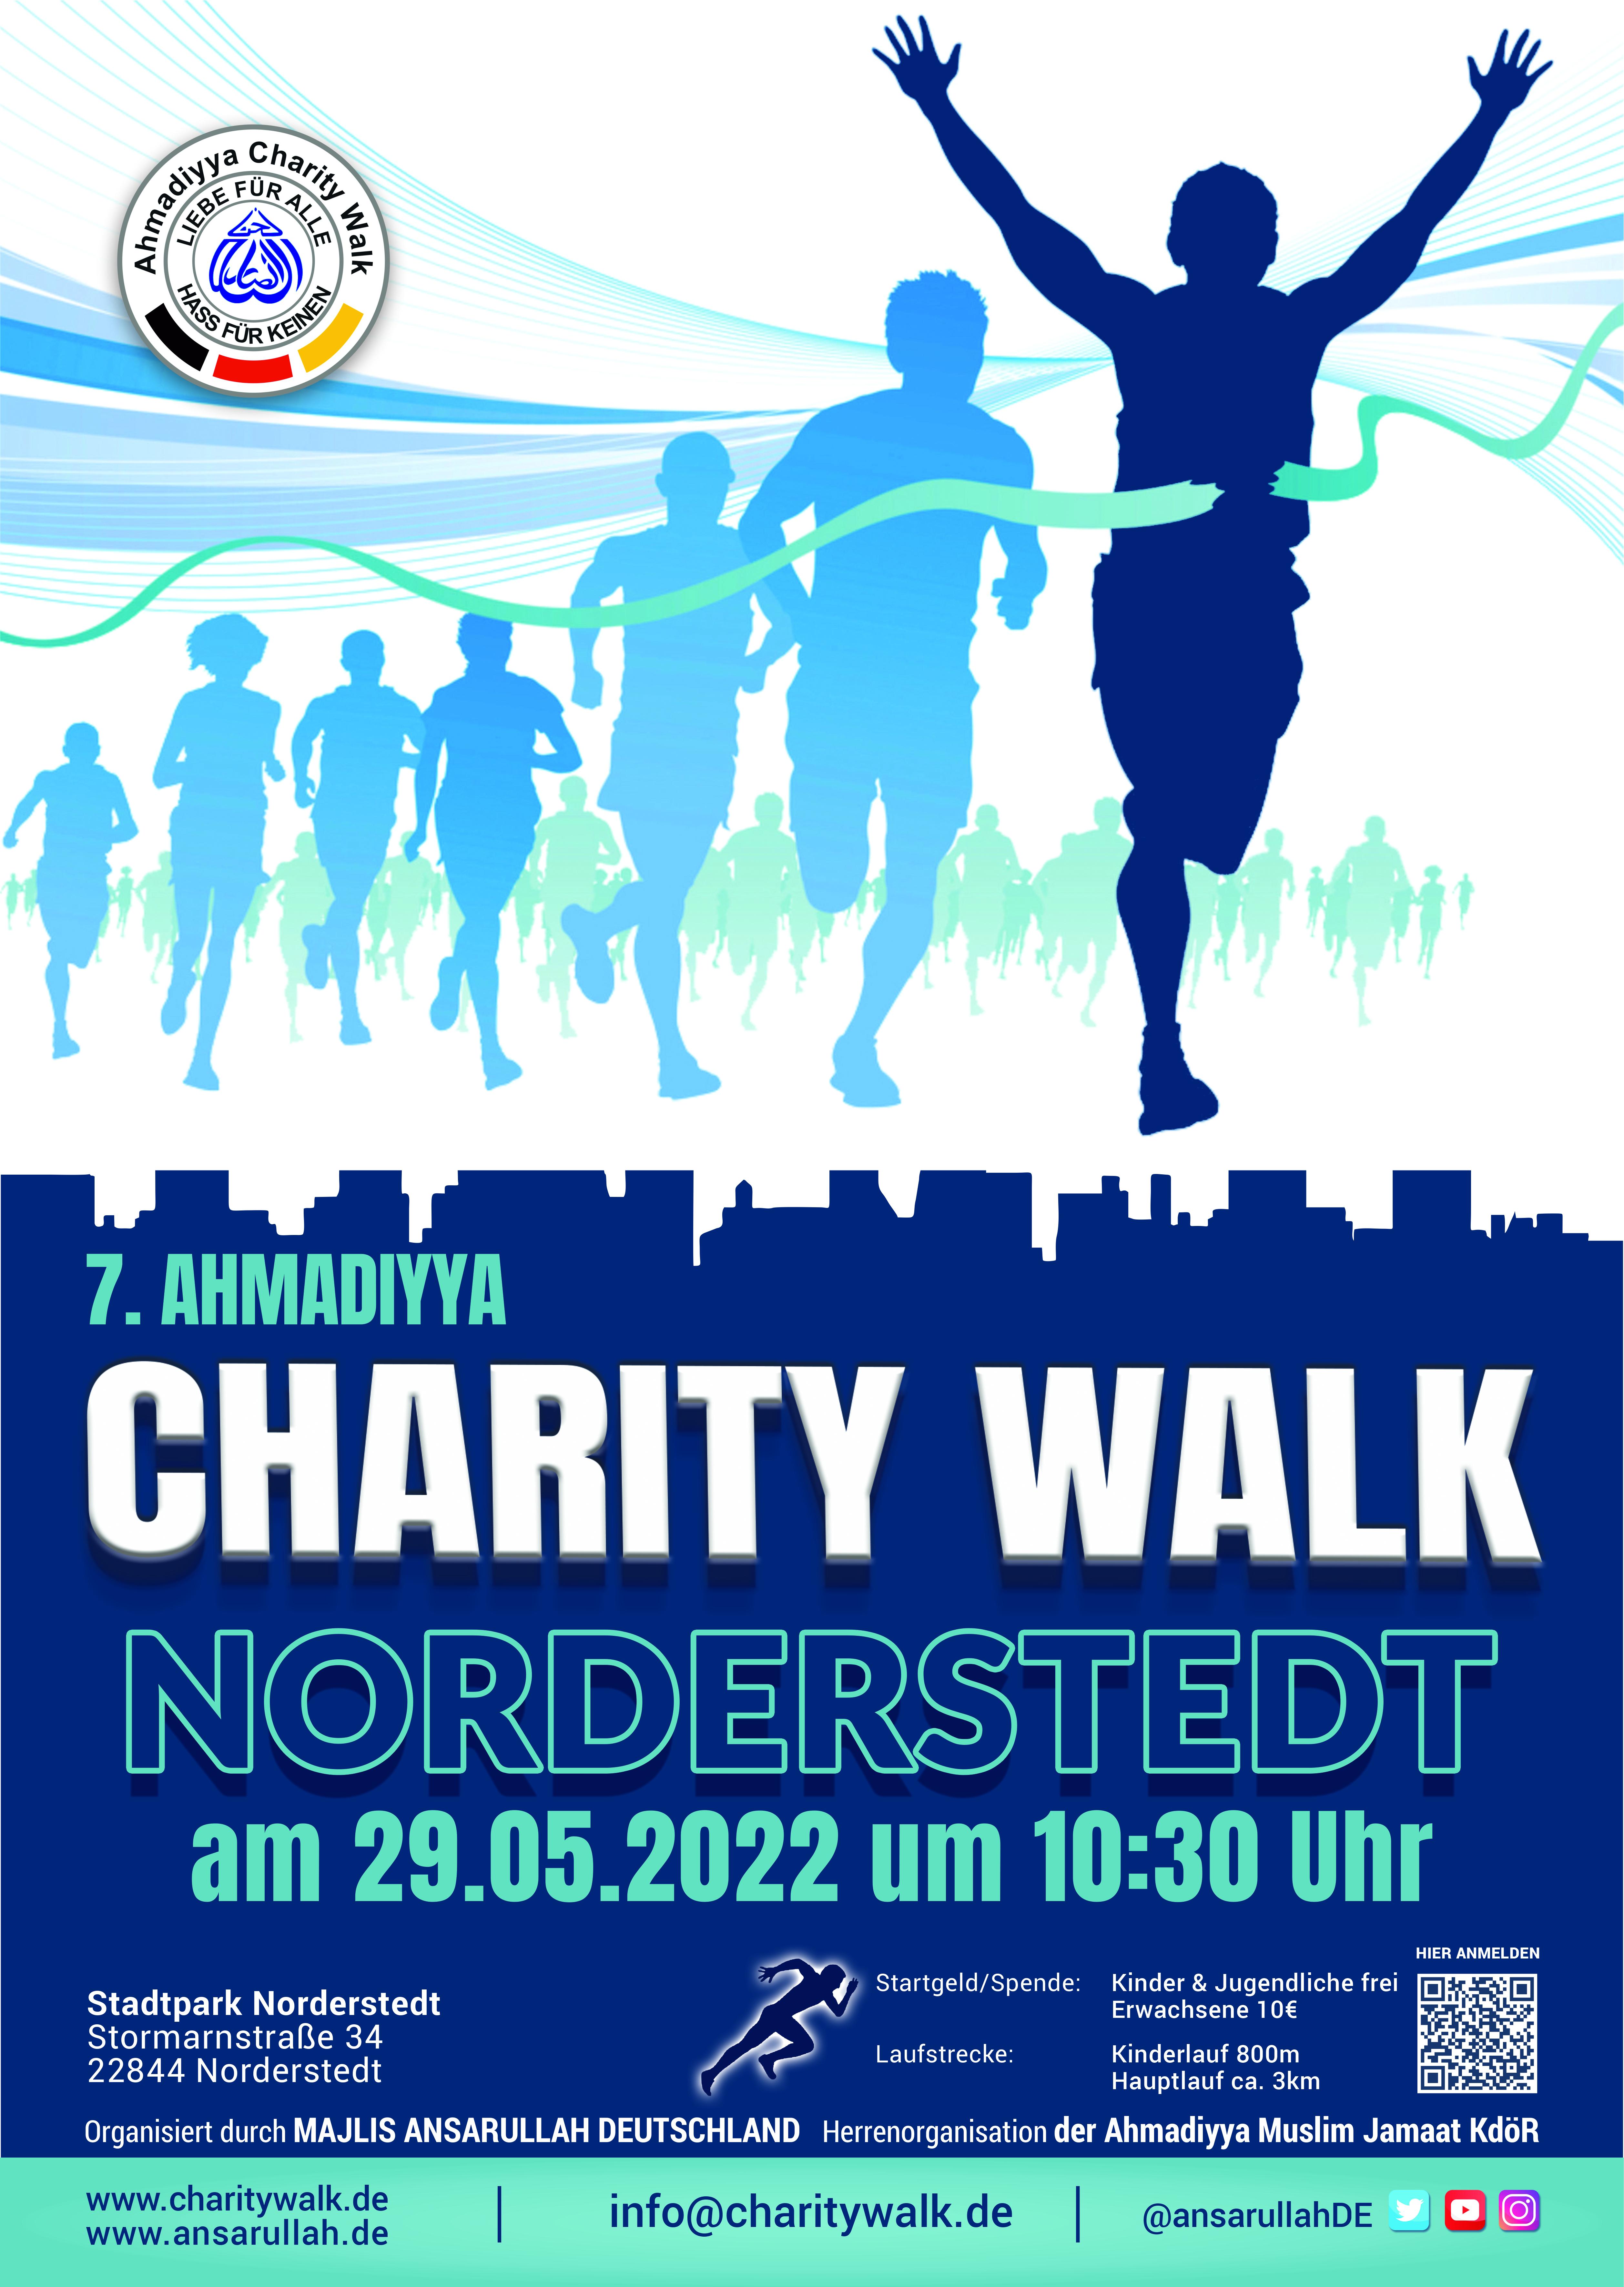 Ahmadiyya Charity Walk
LIEBE FÜR ALLE
HASS FÜR KEINEN
7. AHMADIYYA
CHARITY WALK
NORDERSTEDT
am 29.05.2022 um 10:30 Uhr
HIER ANMELDEN
Stadtpark Norderstedt
Stormarnstraße 34
22844 Norderstedt
Startgeld/Spende: Kinder & Jugendliche frei
Erwachsene 10€
Laufstrecke: Kinderlauf 800m
Hauptlauf ca. 3km
Organisiert durch MAJLIS ANSARULLAH DEUTSCHLAND Herrenorganisation der Ahmadiyya Muslim Jamaat KdöR
www.charitywalk.de
www.ansarullah.de
info@charitywalk.de
@ansarullahDE